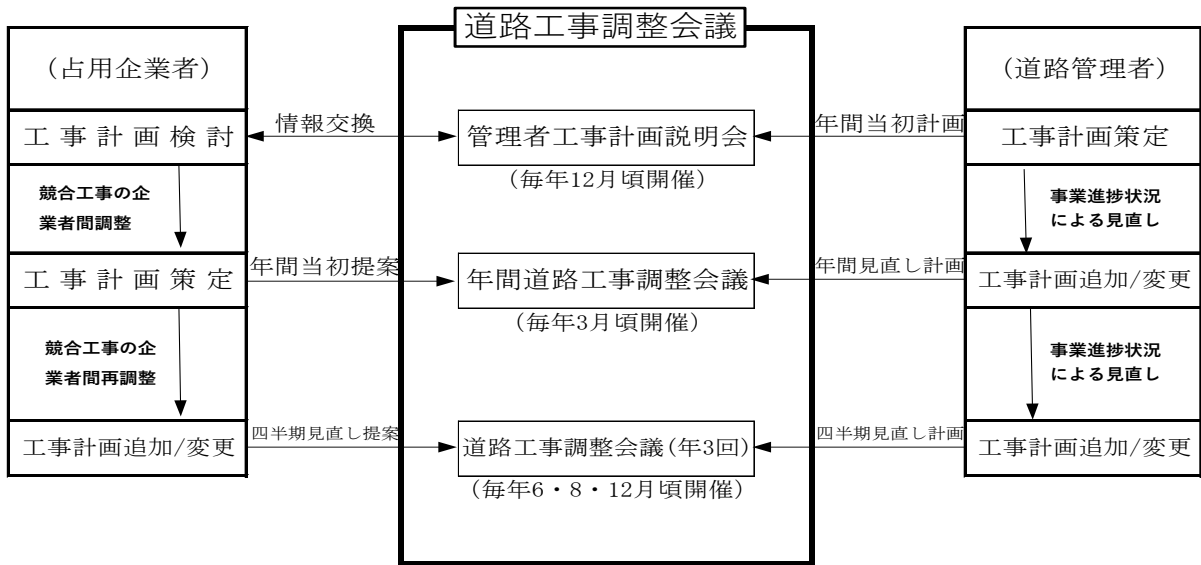 道路工事調整会議
(占用企業者)
(道路管理者)
工事計画検討
情報交換
管理者工事計画説明会
年間当初計画
工事計画策定
(毎年12月頃開催)
競合工事の企
業者間調整
事業進捗状況
による見直し
工事計画策定
年間当初提案
年間道路工事調整会議
年間見直し計画
工事計画追加/変更
(毎年3月頃開催)
競合工事の企
業者間再調整
事業進捗状況
による見直し
工事計画追加/変更
四半期見直し提案
道路工事調整会議(年3回)
四半期見直し計画
工事計画追加/変更
(毎年6・8・12月頃開催)